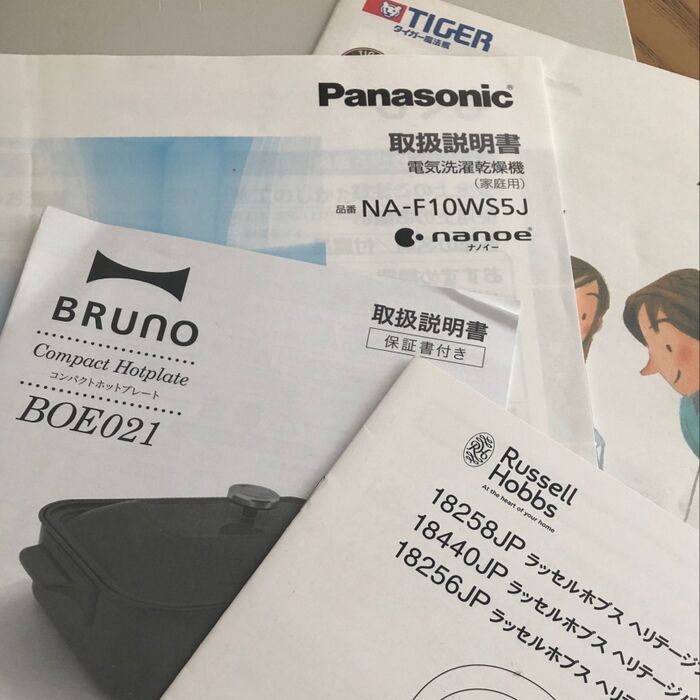 TIGER
タイガー魔法瓶
Panasonic
取扱説明書
電気洗濯乾燥機
(家庭用)
品番 NA-F10WS5J
nanoe
ナノイー
BRUNO
Compact Hotplate
コンパクトホットプレート
BOE021
取扱説明書
保証書付き
Russell
Hobbs
At the heart of your home
18258JP ラッセルホブス ヘリテージ
18440JP ラッセルホブス ヘリテージ
18256JP ラッセルホブス ヘリテ